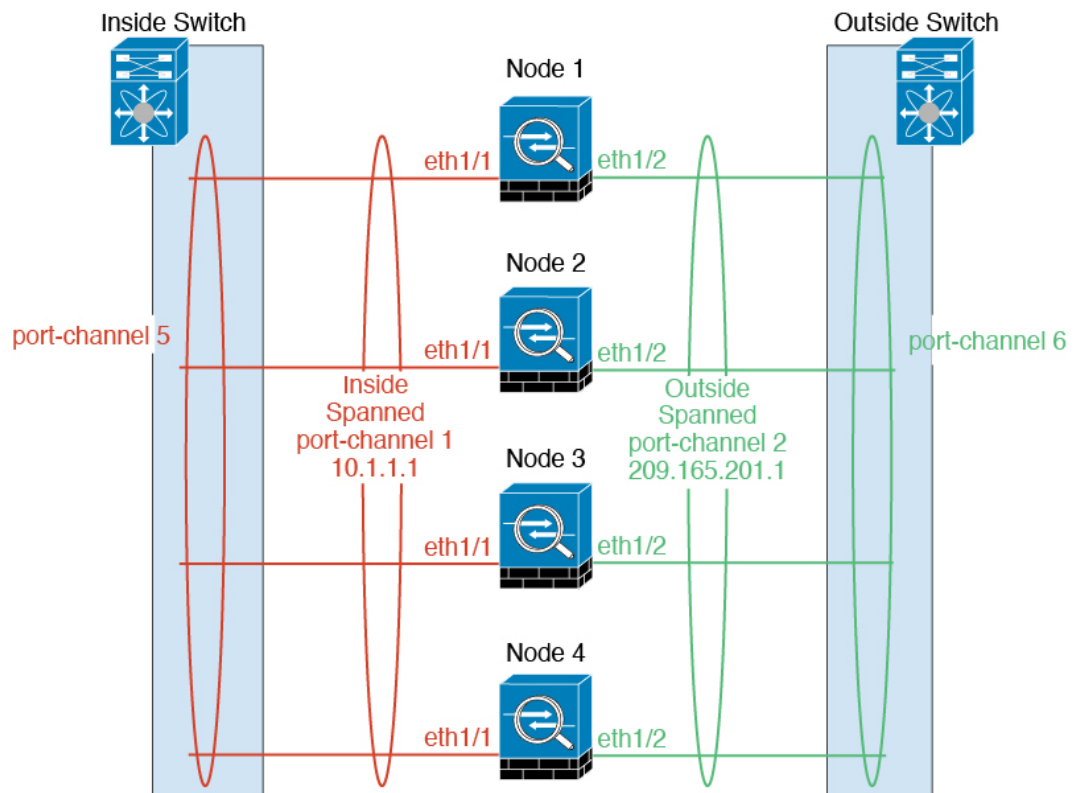 Inside Switch
Outside Switch
Node 1
eth1/1
eth1/2
Node 2
port-channel 5
eth1/1
eth1/2
port-channel 6
Inside
Spanned
port-channel 1
10.1.1.1
Outside
Spanned
port-channel 2
209.165.201.1
Node 3
eth1/1
eth1/2
Node 4
eth1/1
eth1/2